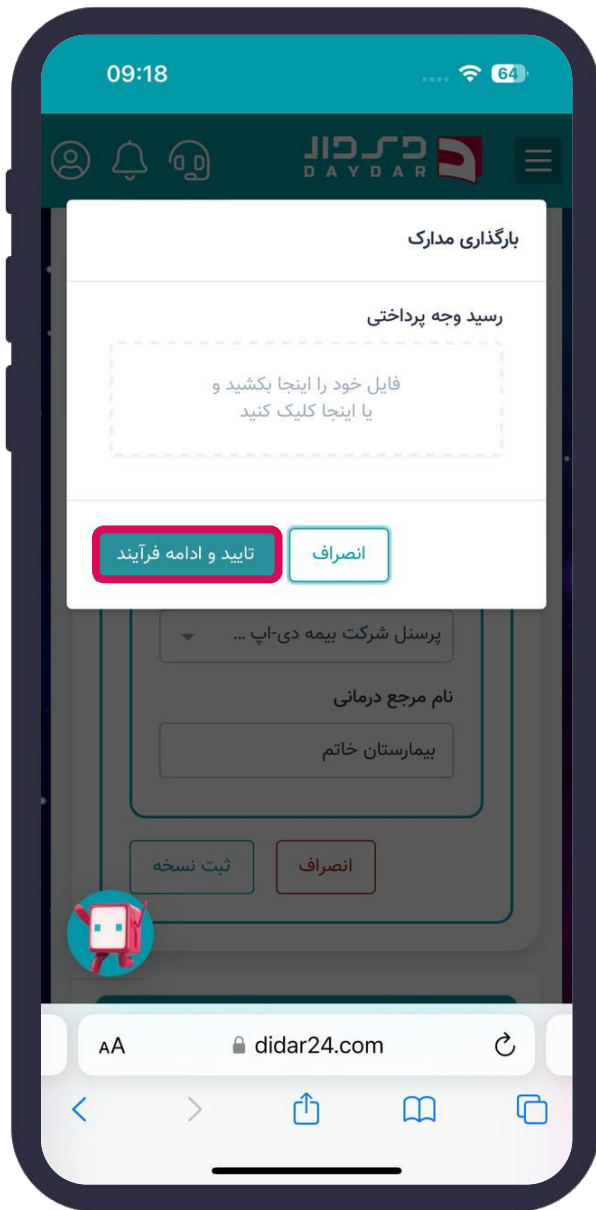 09:18
64
دی‌دار
DAYDAR
بارگذاری مدارک
رسید وجه پرداختی
فایل خود را اینجا بکشید و
یا اینجا کلیک کنید
انصراف
تایید و ادامه فرآیند
پرسنل شرکت بیمه دی-اپ ...
نام مرجع درمانی
بیمارستان خاتم
انصراف
ثبت نسخه
AA
didar24.com